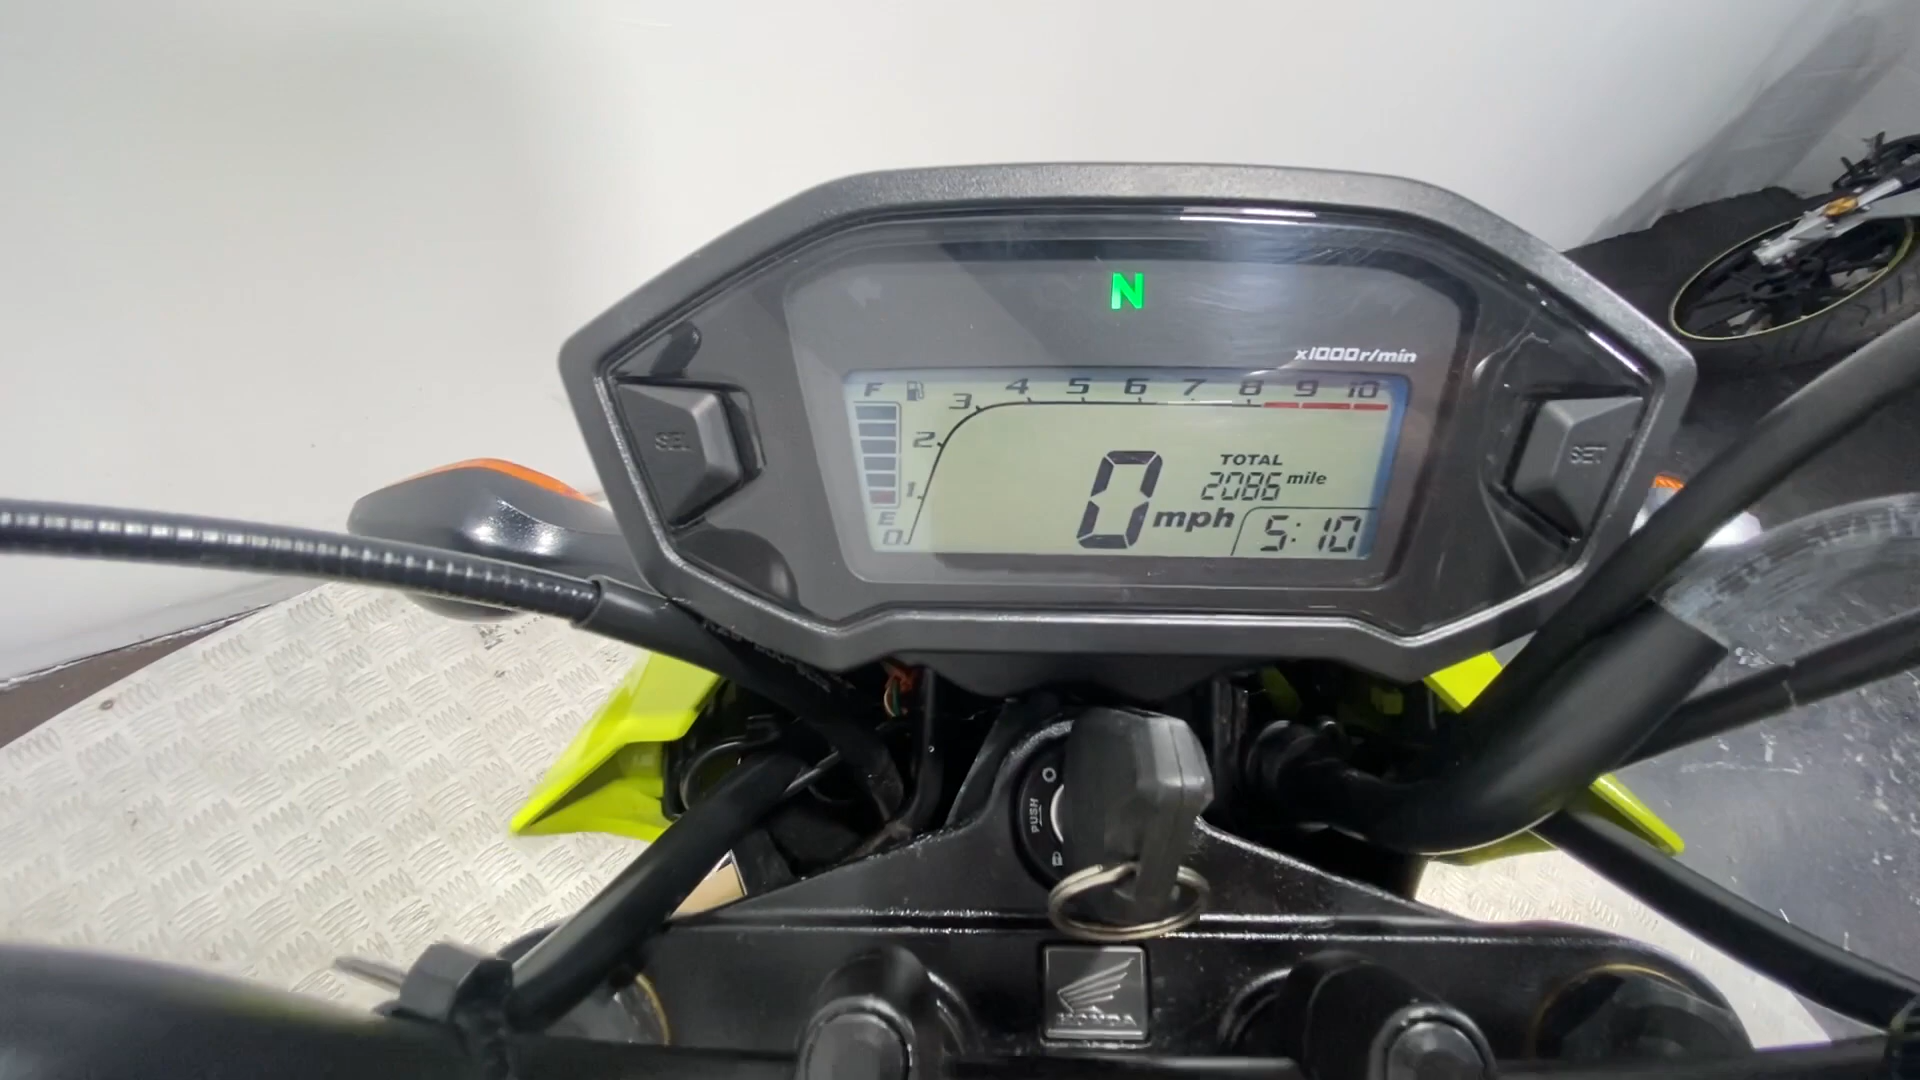 N
x1000r/min
F
3 4 5 6 7 8 9 10
2
1
E
0
SEL
SET
TOTAL
2086 mile
0 mph
5:10
PUSH
HONDA